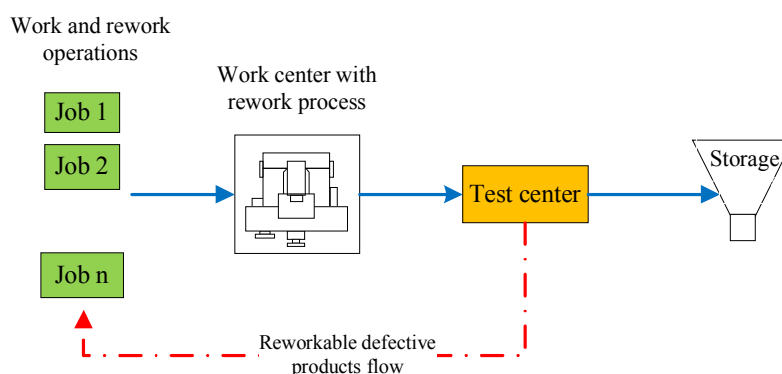 Work and rework
operations
Job 1
Job 2
Job n
Work center with
rework process
Test center
Storage
Reworkable defective
products flow